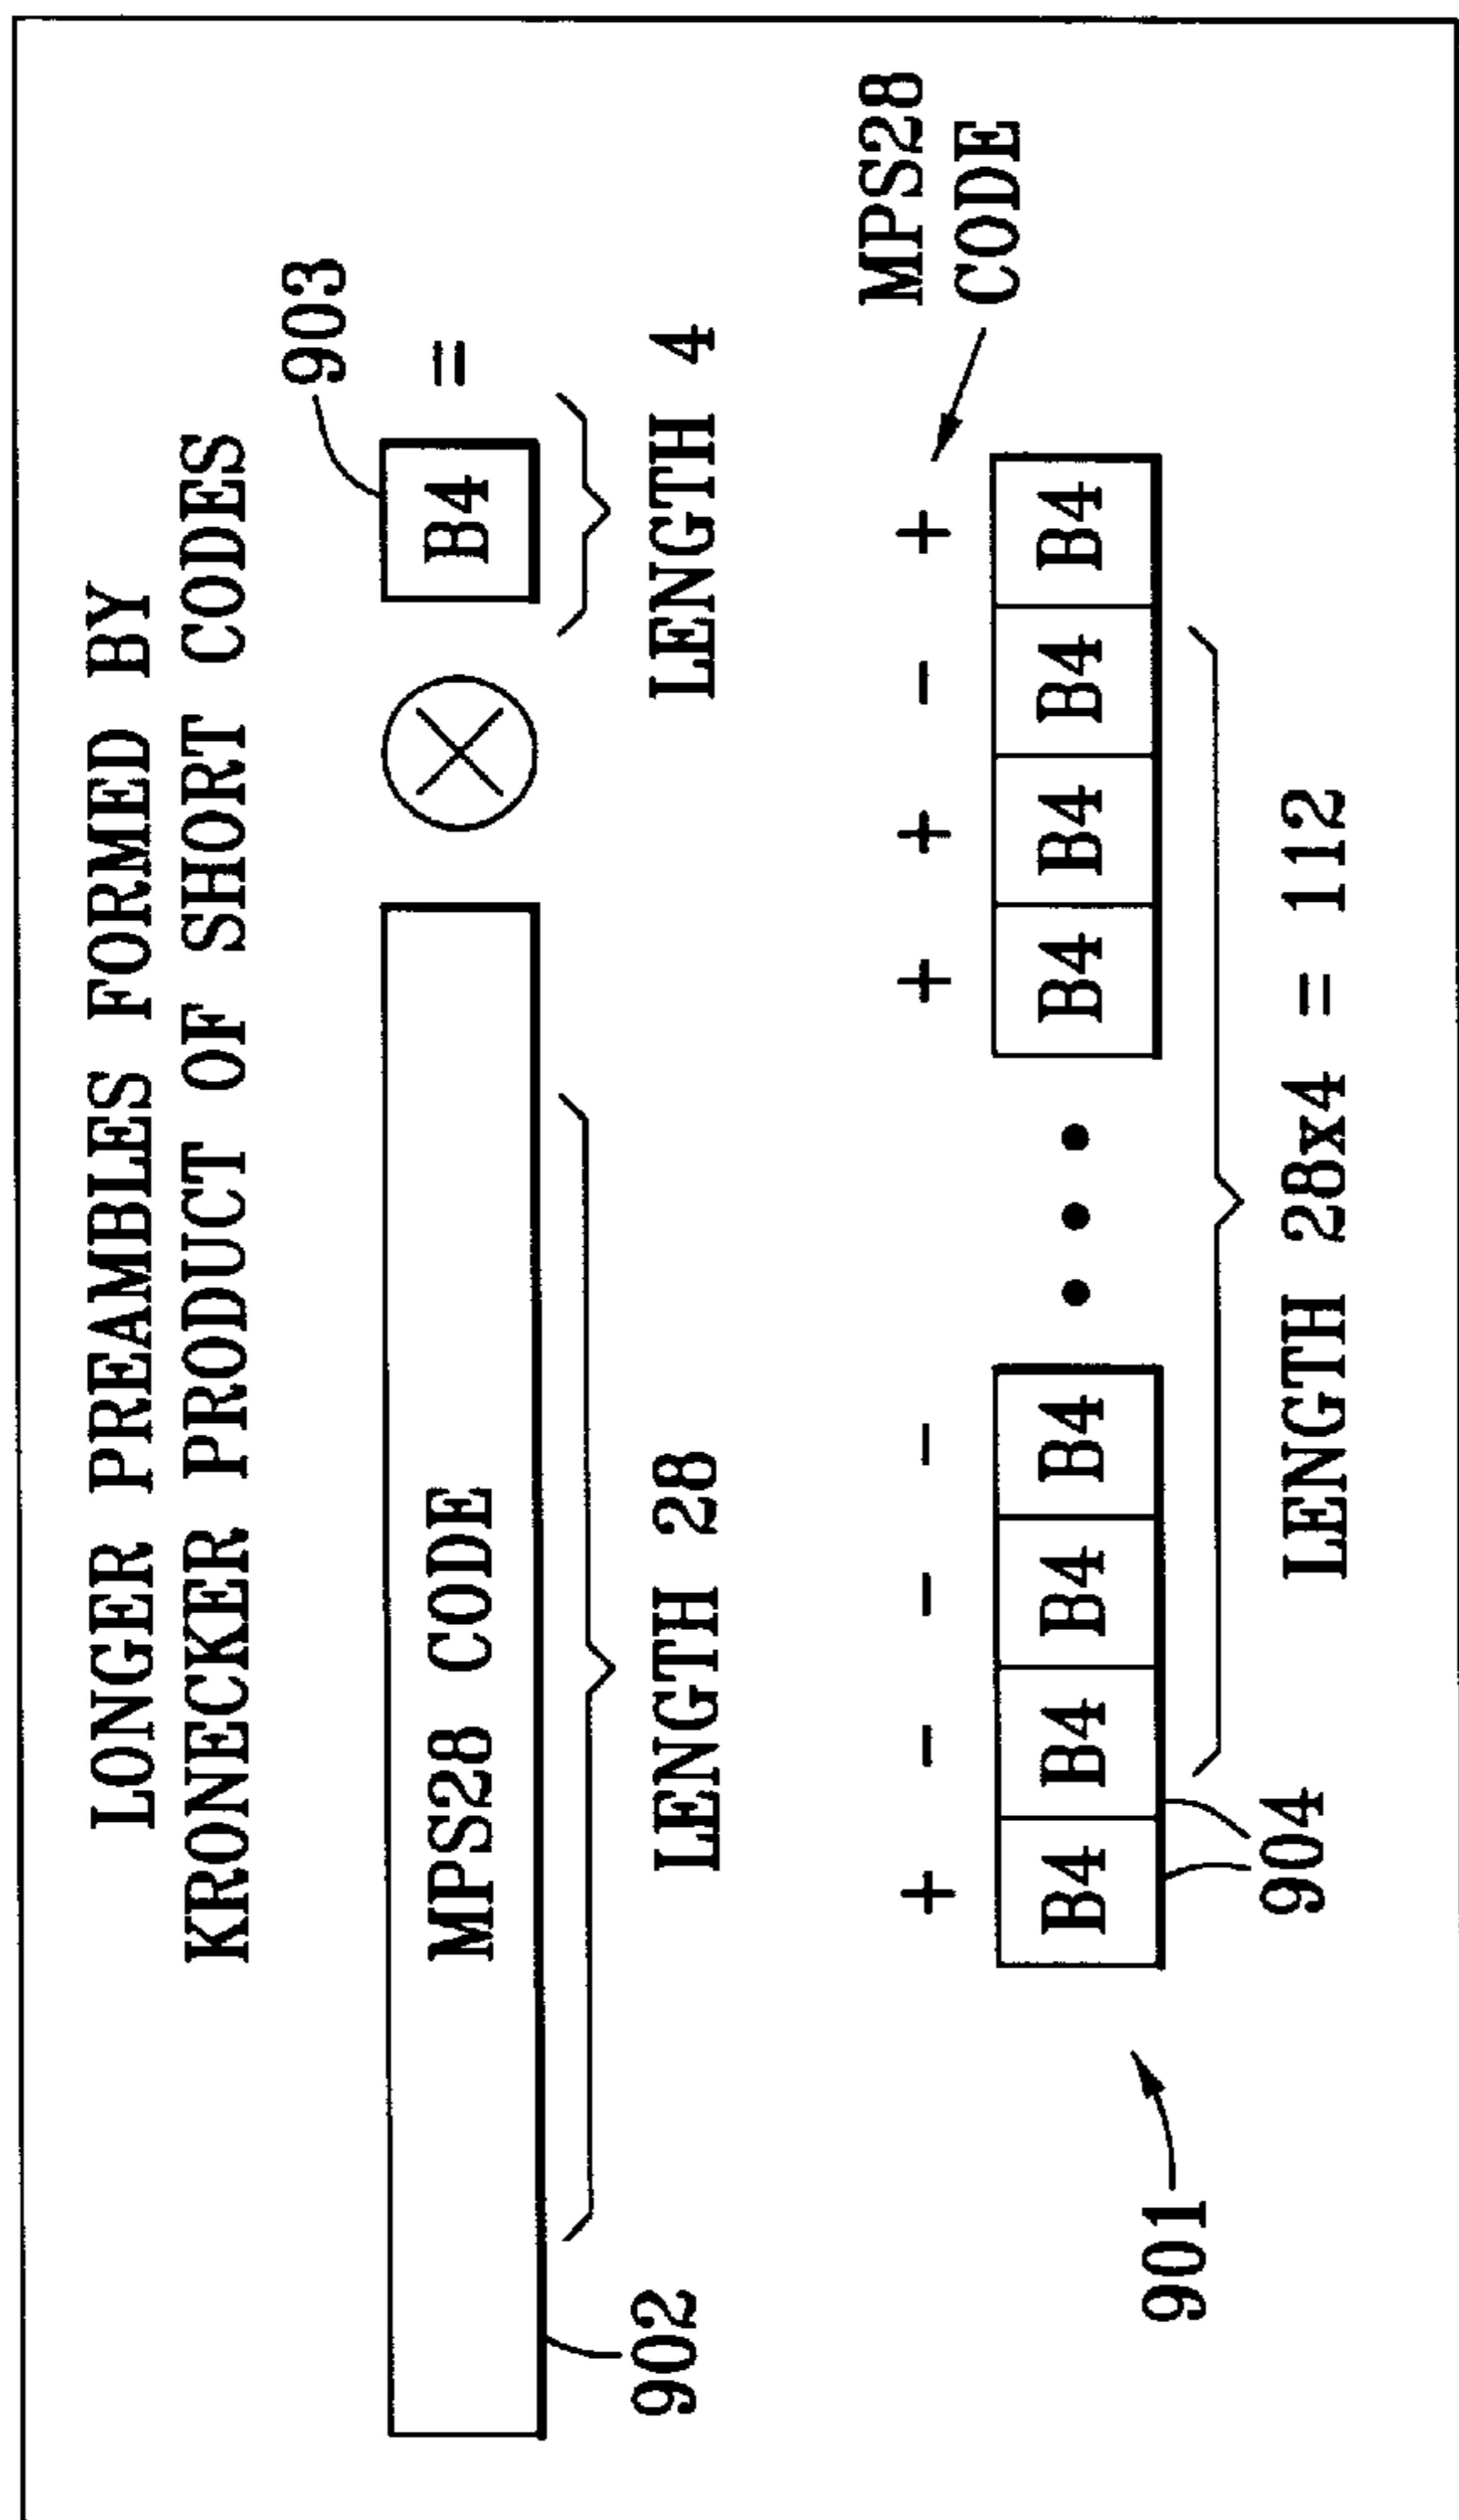 LONGER PREAMBLES FORMED BY
KRONECKER PRODUCT OF SHORT CODES
903
MPS28 CODE
B4
=
902
LENGTH 28
LENGTH 4
MPS28
CODE
+ - - - + + - +
B4 B4 B4 B4 • • • B4 B4 B4 B4
901
904
LENGTH 28x4 = 112